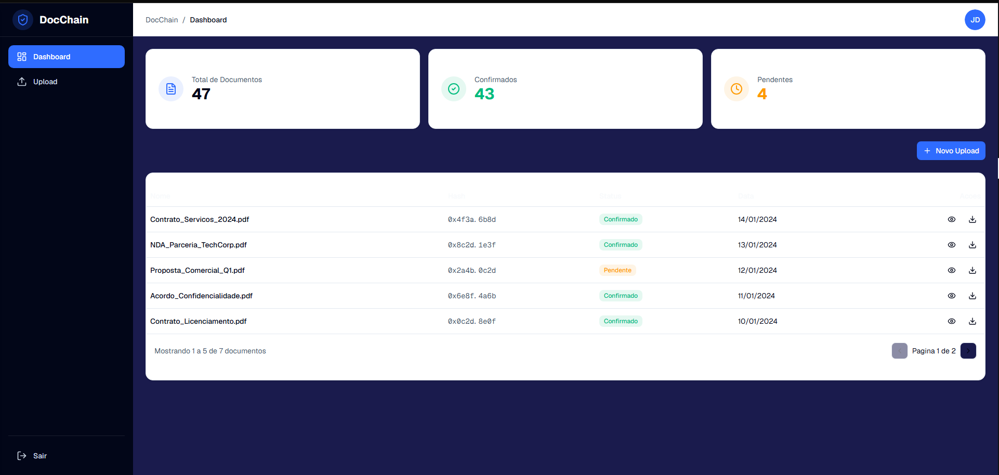 DocChain
DocChain / Dashboard
JD
Dashboard
Upload
Total de Documentos
47
Confirmados
43
Pendentes
4
Novo Upload
Nome Hash Status Data Acoes
Contrato_Servicos_2024.pdf 0x4f3a. 6b8d Confirmado 14/01/2024
NDA_Parceria_TechCorp.pdf 0x8c2d. 1e3f Confirmado 13/01/2024
Proposta_Comercial_Q1.pdf 0x2a4b. 0c2d Pendente 12/01/2024
Acordo_Confidencialidade.pdf 0x6e8f. 4a6b Confirmado 11/01/2024
Contrato_Licenciamento.pdf 0x0c2d. 8e0f Confirmado 10/01/2024
Mostrando 1 a 5 de 7 documentos
Pagina 1 de 2
Sair